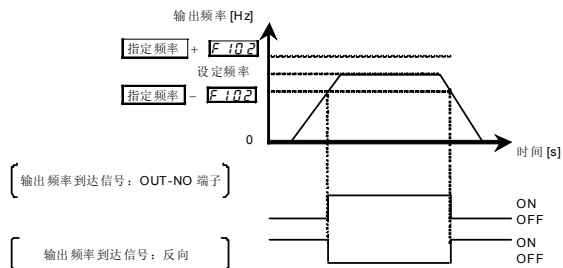 输出频率[Hz]
指定频率 + F102
设定频率
指定频率 − F102
0
时间[s]
输出频率到达信号：OUT-NO 端子
ON
OFF
输出频率到达信号：反向
ON
OFF